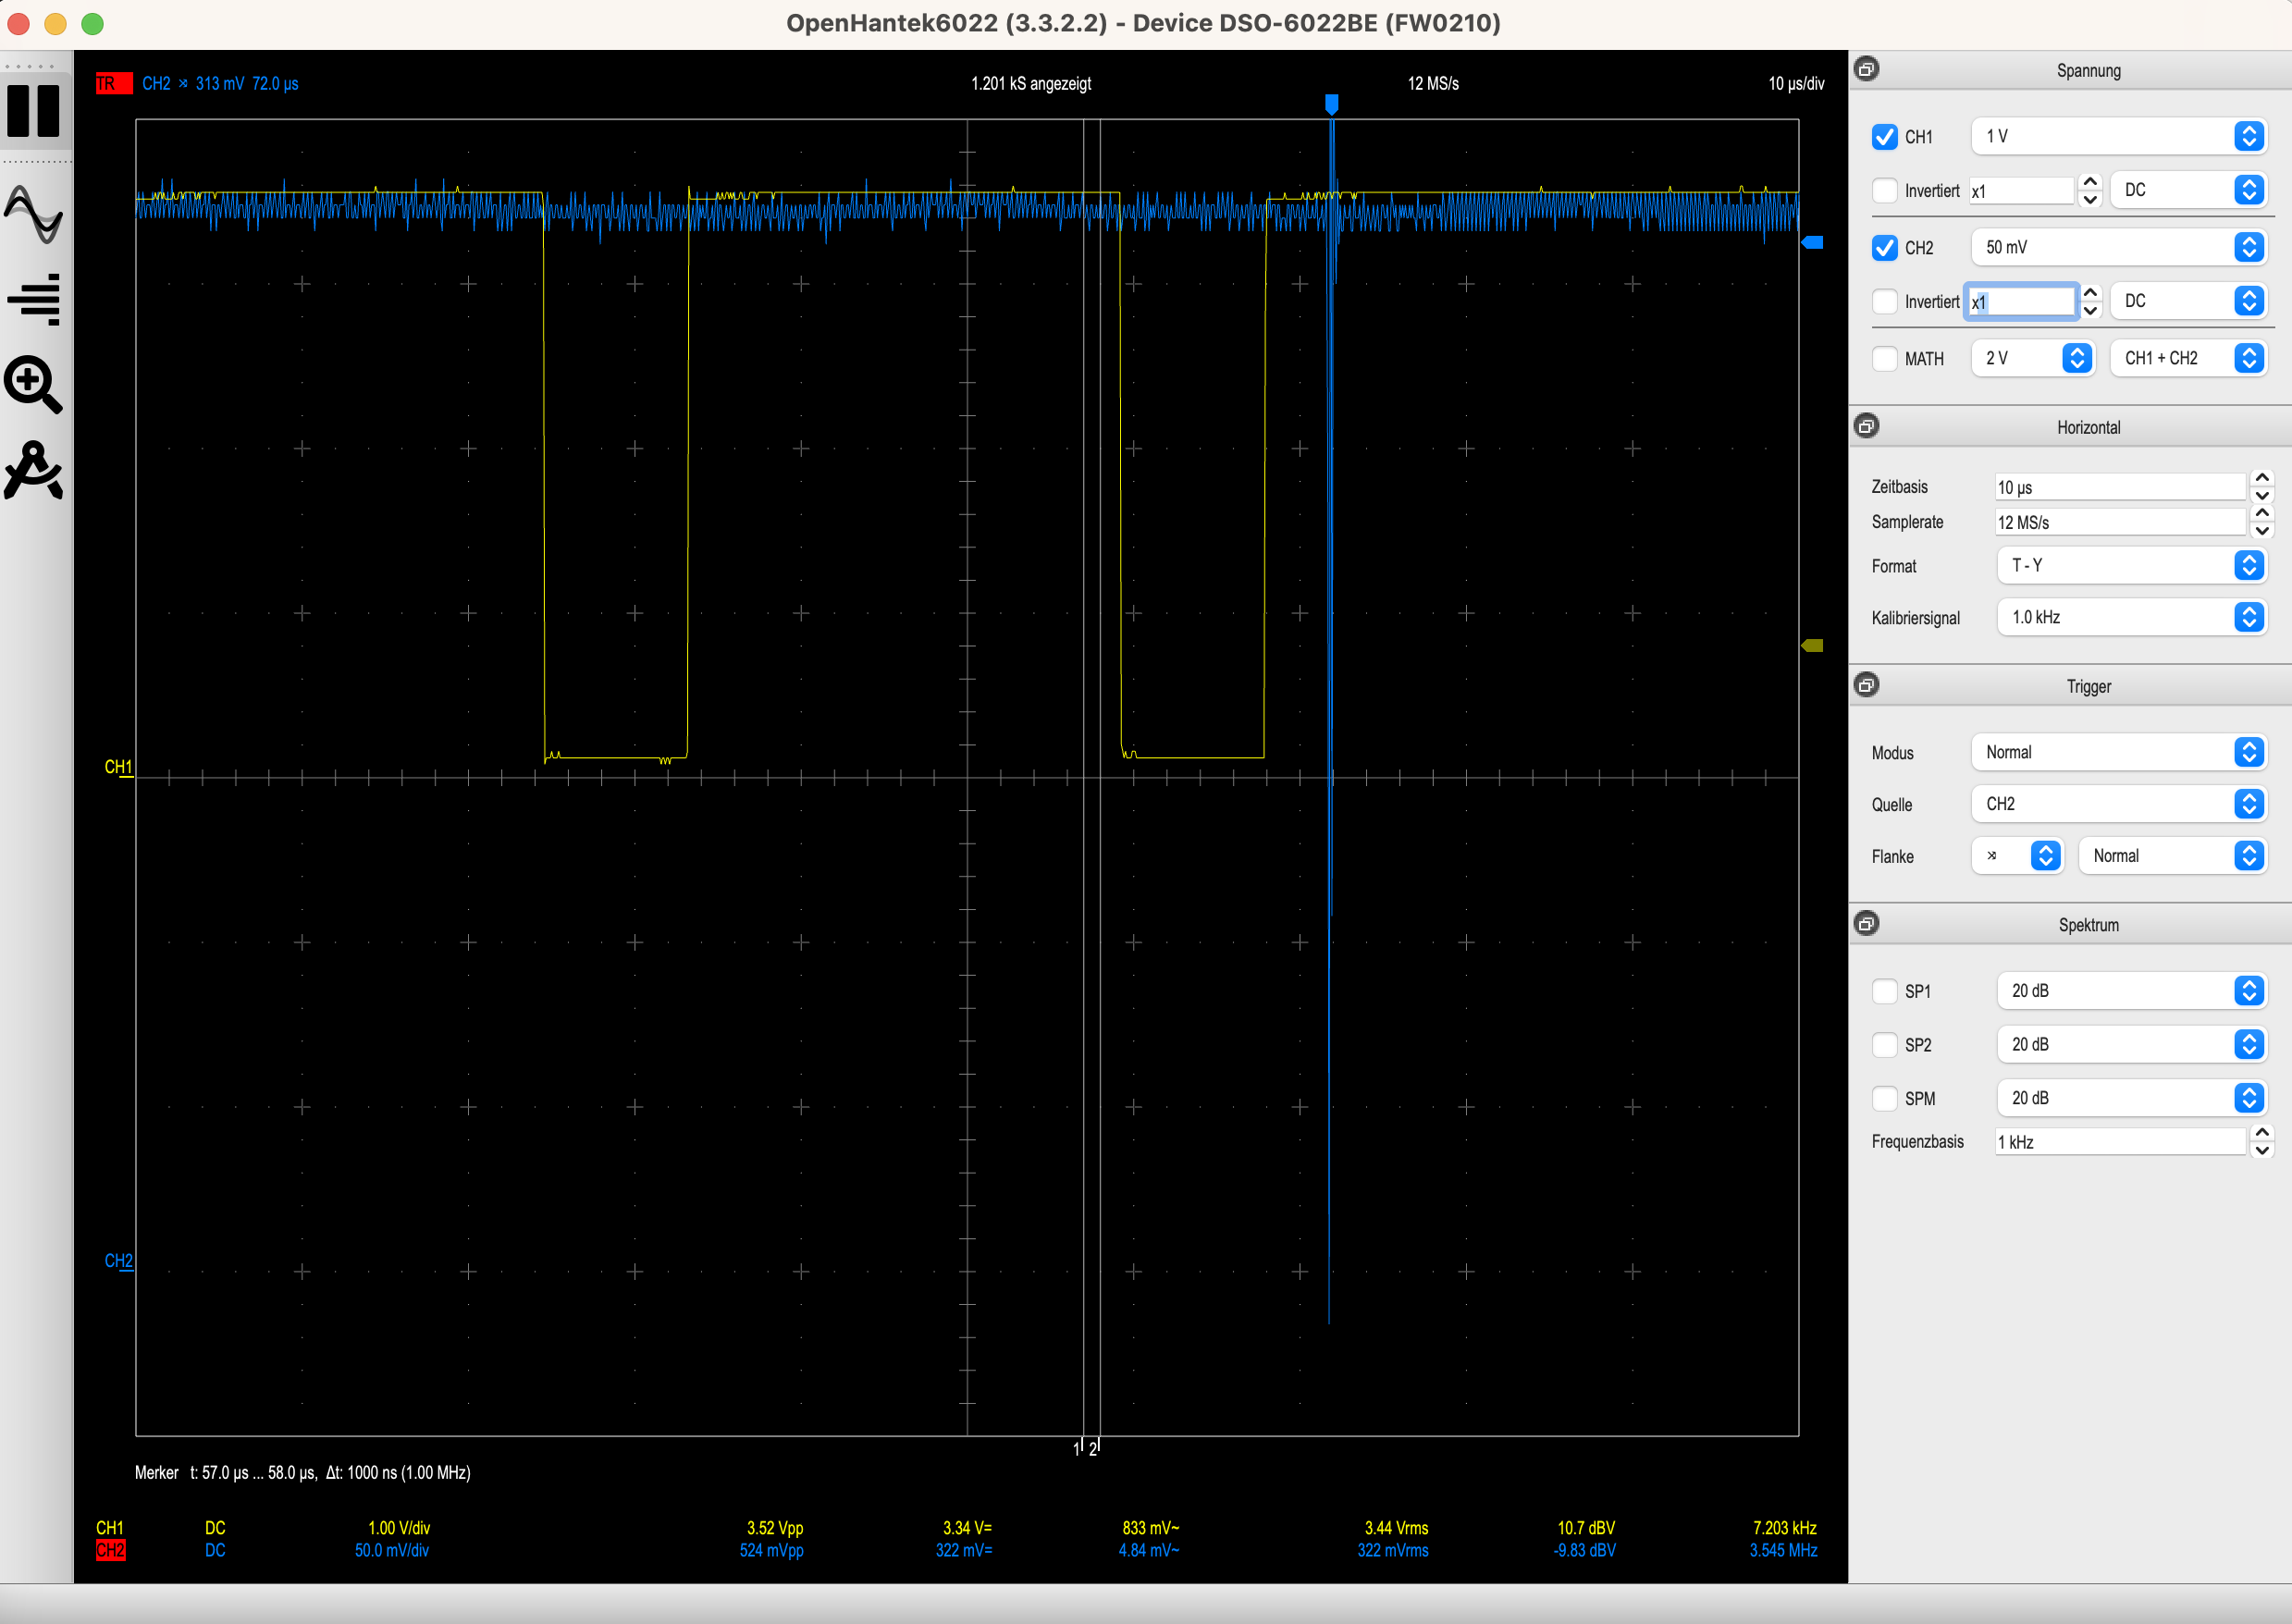 OpenHantek6022 (3.3.2.2) - Device DSO-6022BE (FW0210)
TR CH2 ⤨ 313 mV 72.0 µs 1.201 kS angezeigt 12 MS/s 10 µs/div
CH1
CH2
1 2
Merker t: 57.0 µs ... 58.0 µs, Δt: 1000 ns (1.00 MHz)
CH1 DC 1.00 V/div 3.52 Vpp 3.34 V= 833 mV~ 3.44 Vrms 10.7 dBV 7.203 kHz
CH2 DC 50.0 mV/div 524 mVpp 322 mV= 4.84 mV~ 322 mVrms -9.83 dBV 3.545 MHz
Spannung
CH1 1 V
Invertiert x1 DC
CH2 50 mV
Invertiert x1 DC
MATH 2 V CH1 + CH2
Horizontal
Zeitbasis 10 µs
Samplerate 12 MS/s
Format T - Y
Kalibriersignal 1.0 kHz
Trigger
Modus Normal
Quelle CH2
Flanke ⤨ Normal
Spektrum
SP1 20 dB
SP2 20 dB
SPM 20 dB
Frequenzbasis 1 kHz